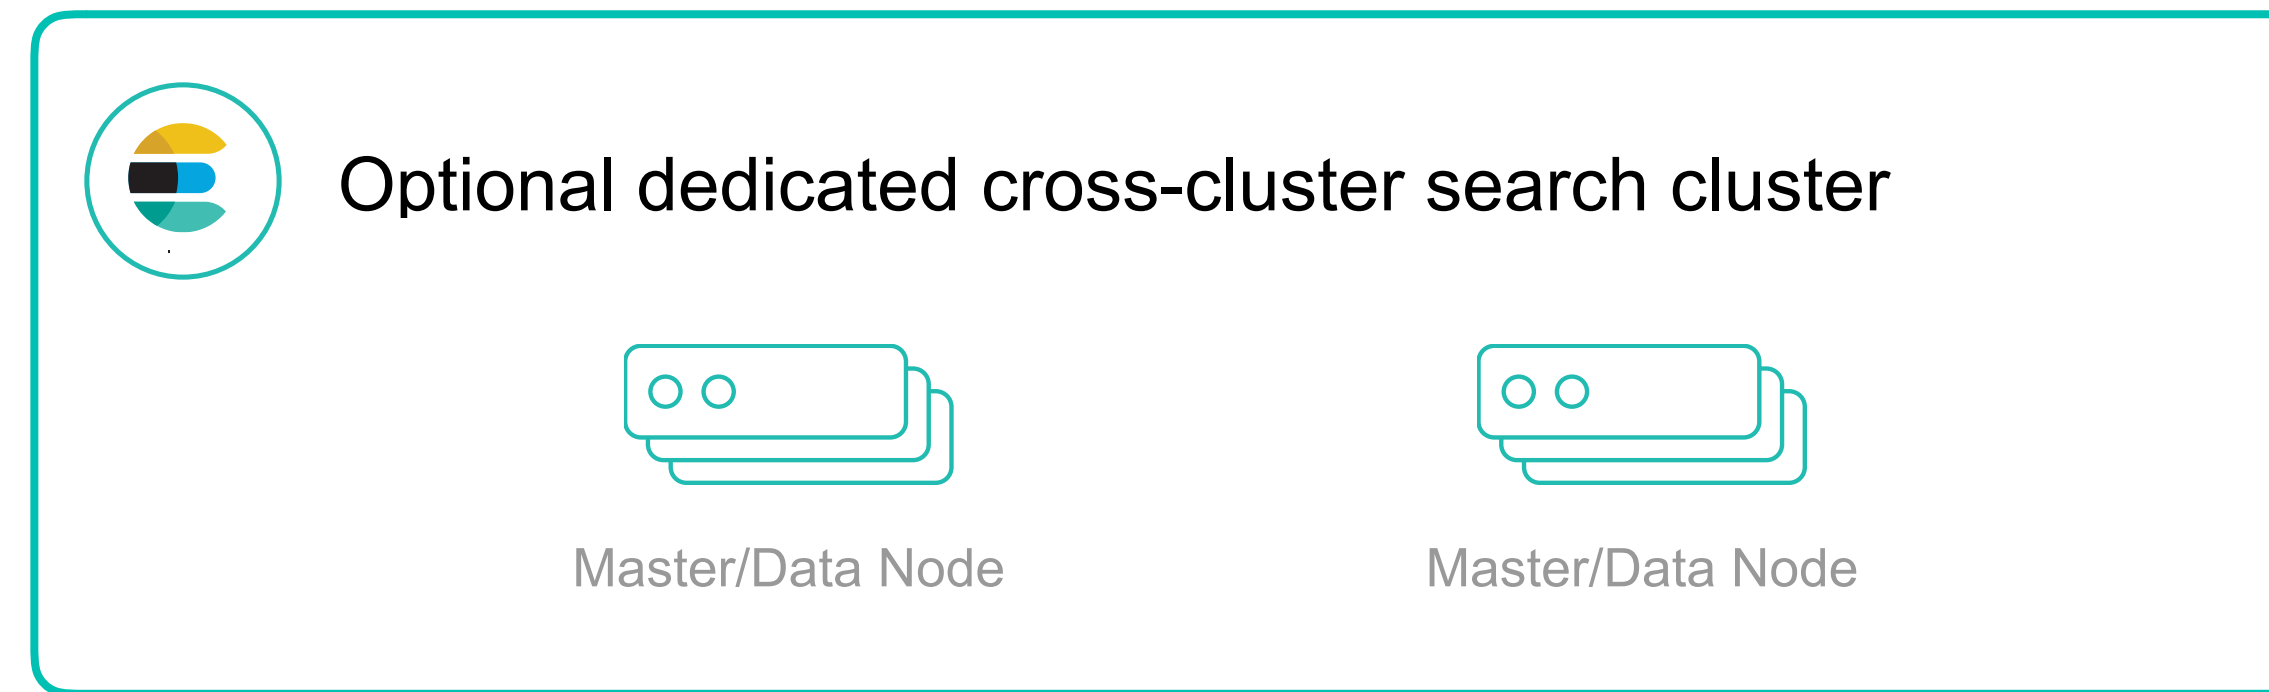 Optional dedicated cross-cluster search cluster
Master/Data Node
Master/Data Node